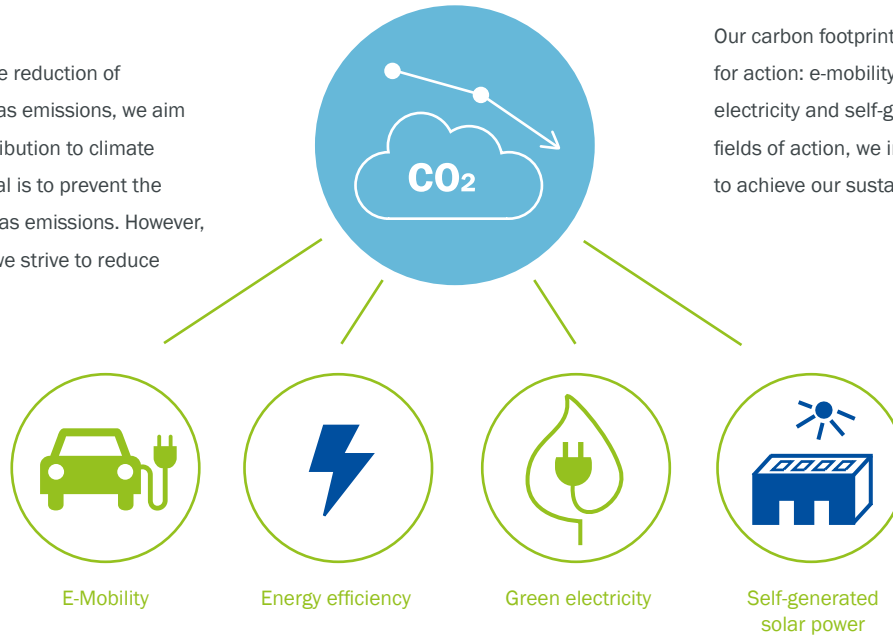 e reduction of
as emissions, we aim
ribution to climate
al is to prevent the
as emissions. However,
we strive to reduce
Our carbon footprint
for action: e-mobility
electricity and self-g
fields of action, we i
to achieve our susta
CO₂
E-Mobility
Energy efficiency
Green electricity
Self-generated
solar power